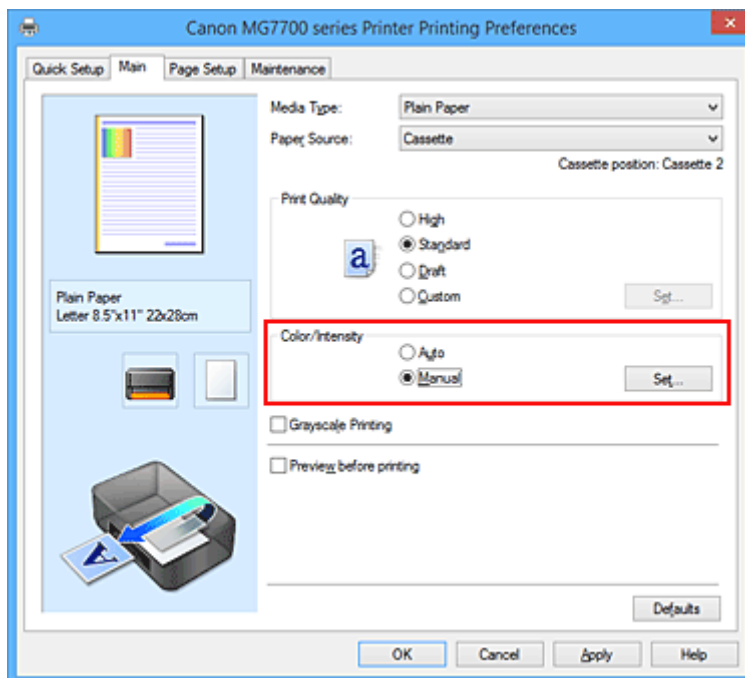 Canon MG7700 series Printer Printing Preferences
Quick Setup Main Page Setup Maintenance
Media Type: Plain Paper
Paper Source: Cassette
Cassette position: Cassette 2
Print Quality
High
Standard
Draft
Custom Set...
a
Plain Paper
Letter 8.5"x11" 22x28cm
Color/Intensity
Auto
Manual Set...
Grayscale Printing
Preview before printing
A
Defaults
OK Cancel Apply Help